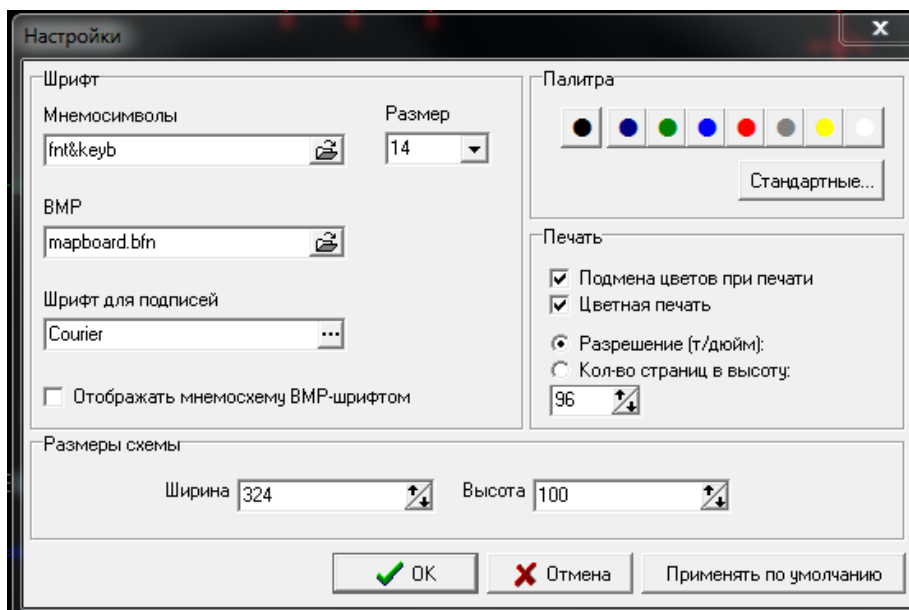 Настройки
Шрифт
Мнемосимволы
Размер
fnt&keyb
14
BMP
mapboard.bfn
Шрифт для подписей
Courier
Отображать мнемосхему BMP-шрифтом
Палитра
Стандартные...
Печать
Подмена цветов при печати
Цветная печать
Разрешение (т/дюйм):
Кол-во страниц в высоту:
96
Размеры схемы
Ширина 324 Высота 100
OK Отмена Применять по умолчанию